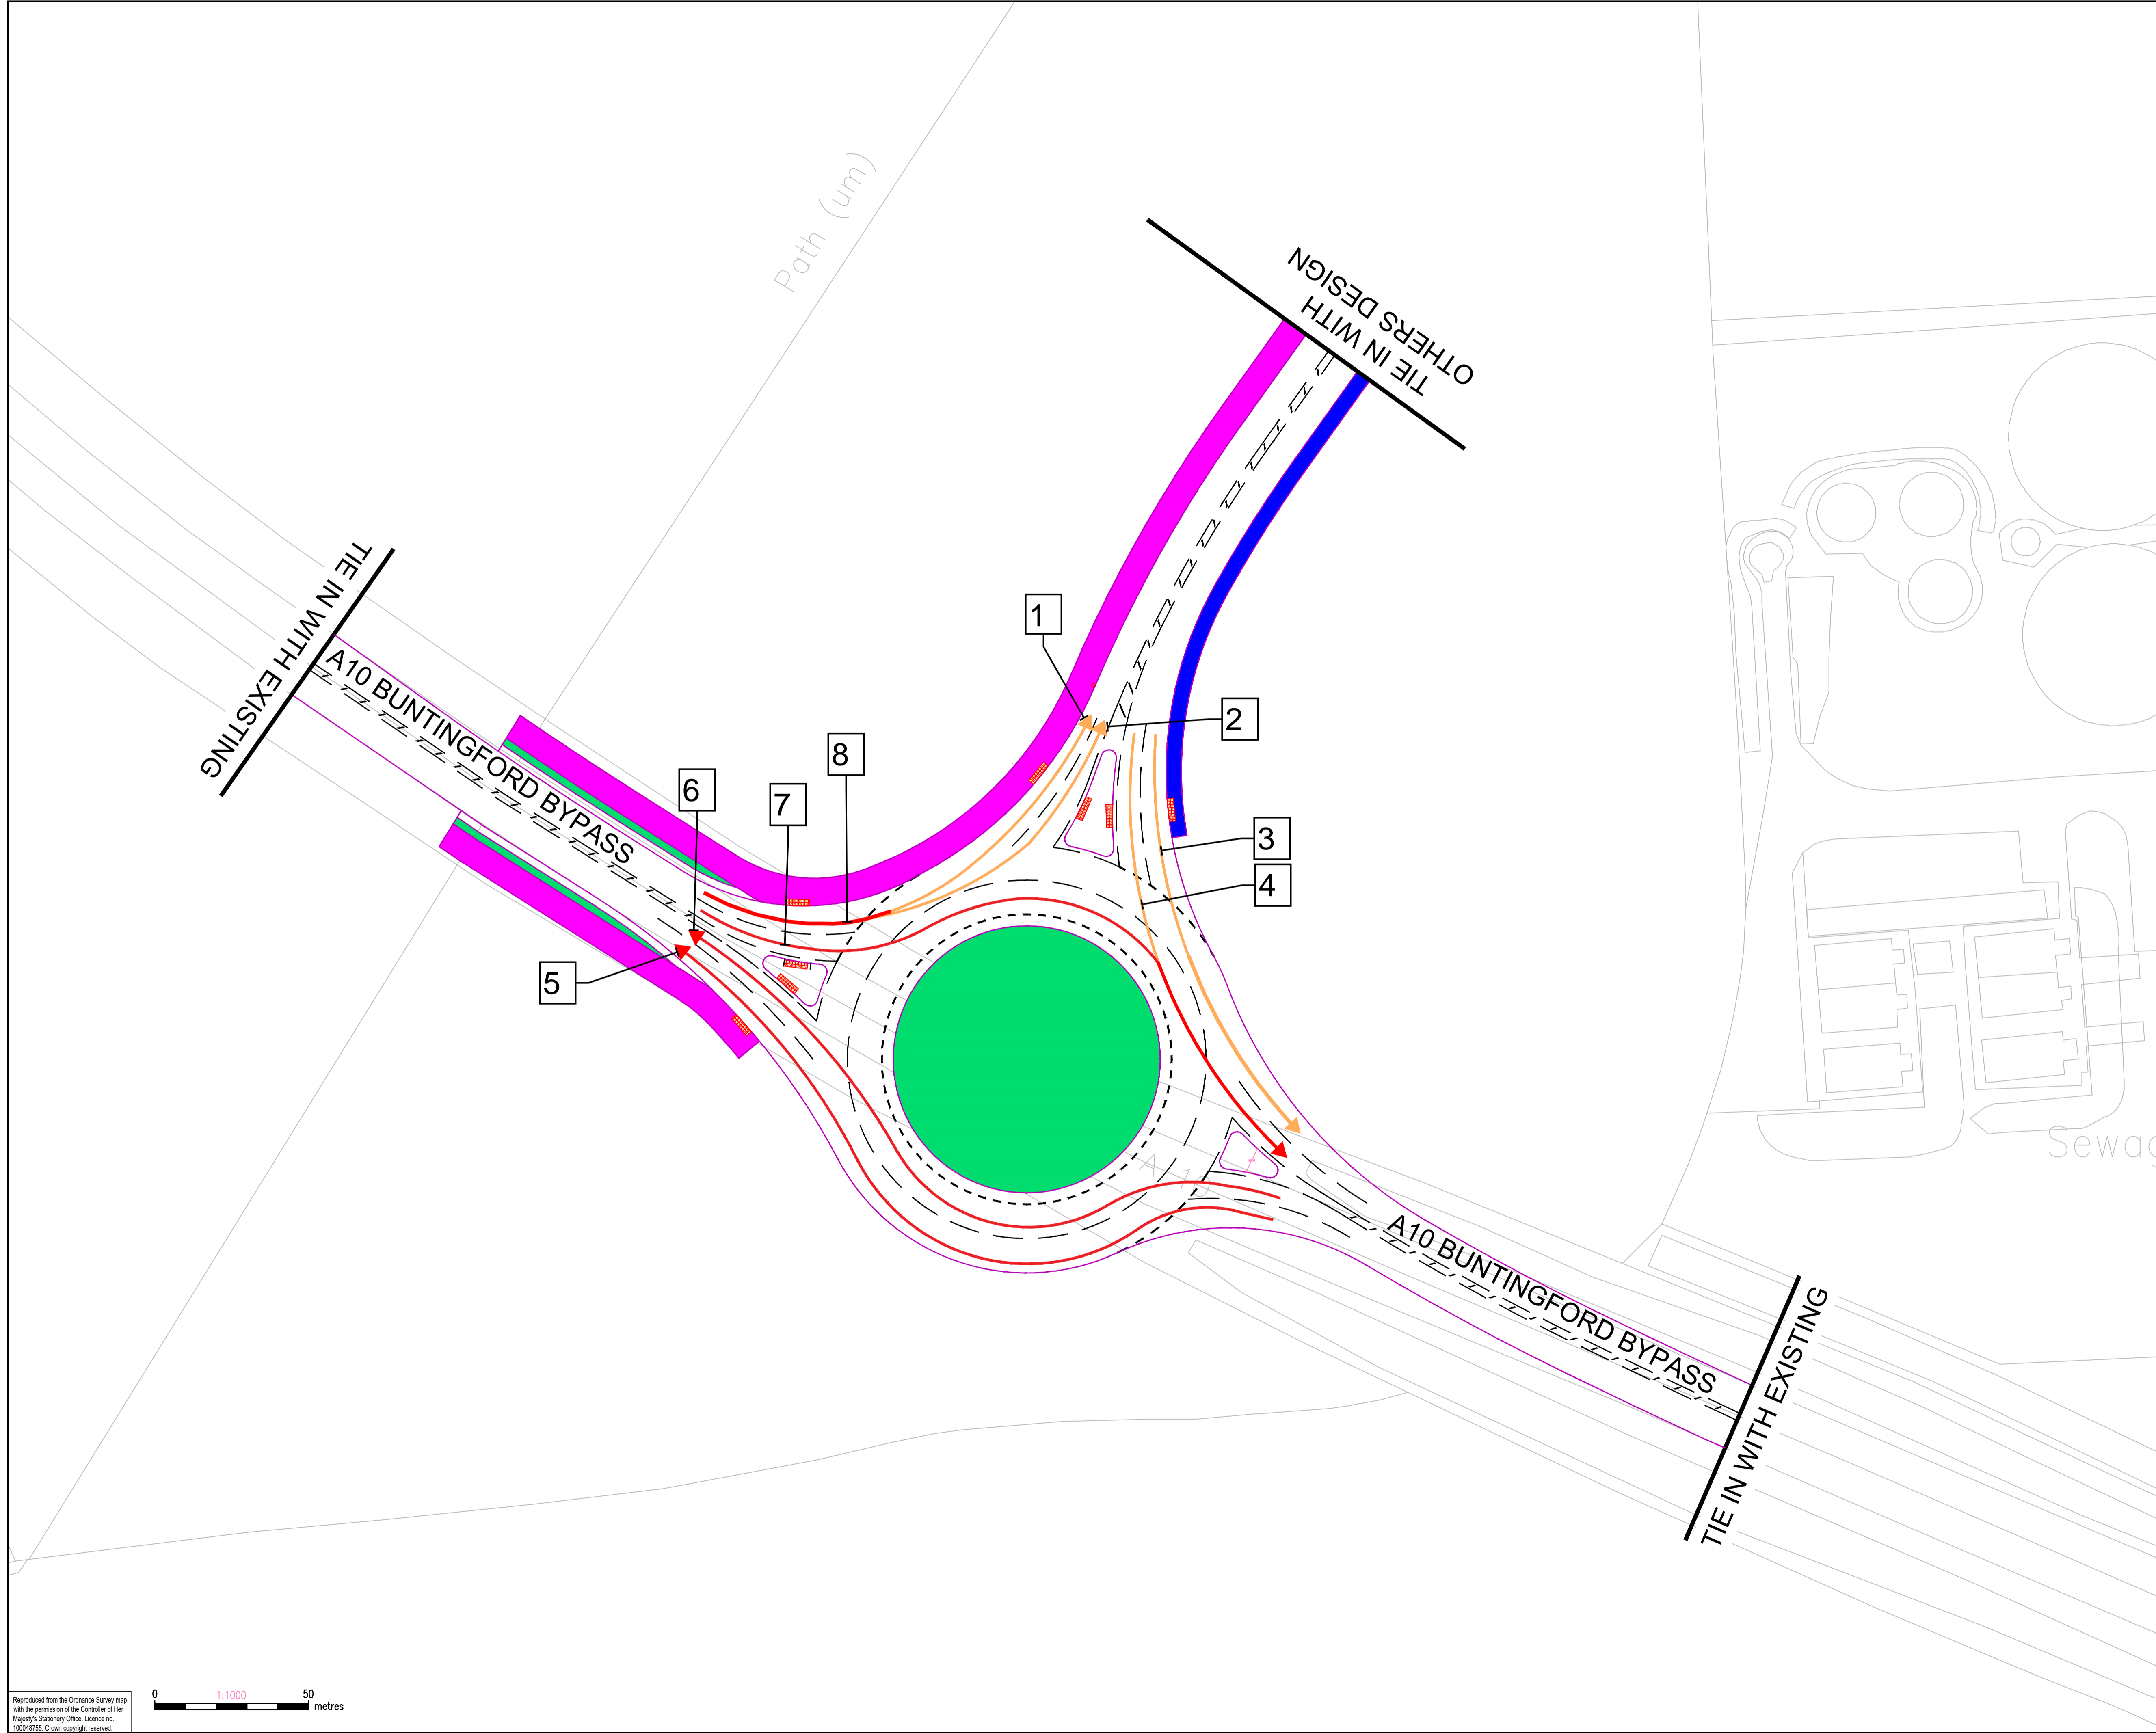 Path (um)
TIE IN WITH
OTHERS DESIGN
TIE IN WITH EXISTING
A10 BUNTINGFORD BYPASS
1
2
8
6
7
3
4
5
Sewag
A 10
A10 BUNTINGFORD BYPASS
TIE IN WITH EXISTING
Reproduced from the Ordnance Survey map
with the permission of the Controller of Her
Majesty's Stationery Office. Licence no.
100048755. Crown copyright reserved.
0 1:1000 50
metres